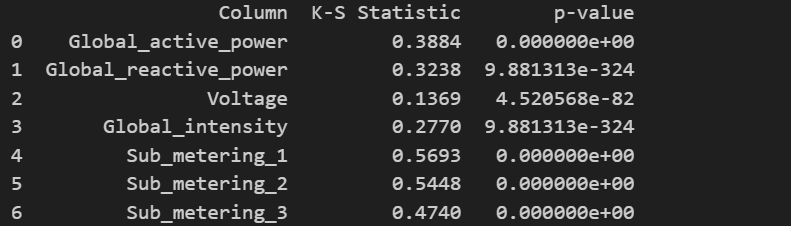 Column K-S Statistic p-value
0 Global_active_power 0.3884 0.000000e+00
1 Global_reactive_power 0.3238 9.881313e-324
2 Voltage 0.1369 4.520568e-82
3 Global_intensity 0.2770 9.881313e-324
4 Sub_metering_1 0.5693 0.000000e+00
5 Sub_metering_2 0.5448 0.000000e+00
6 Sub_metering_3 0.4740 0.000000e+00